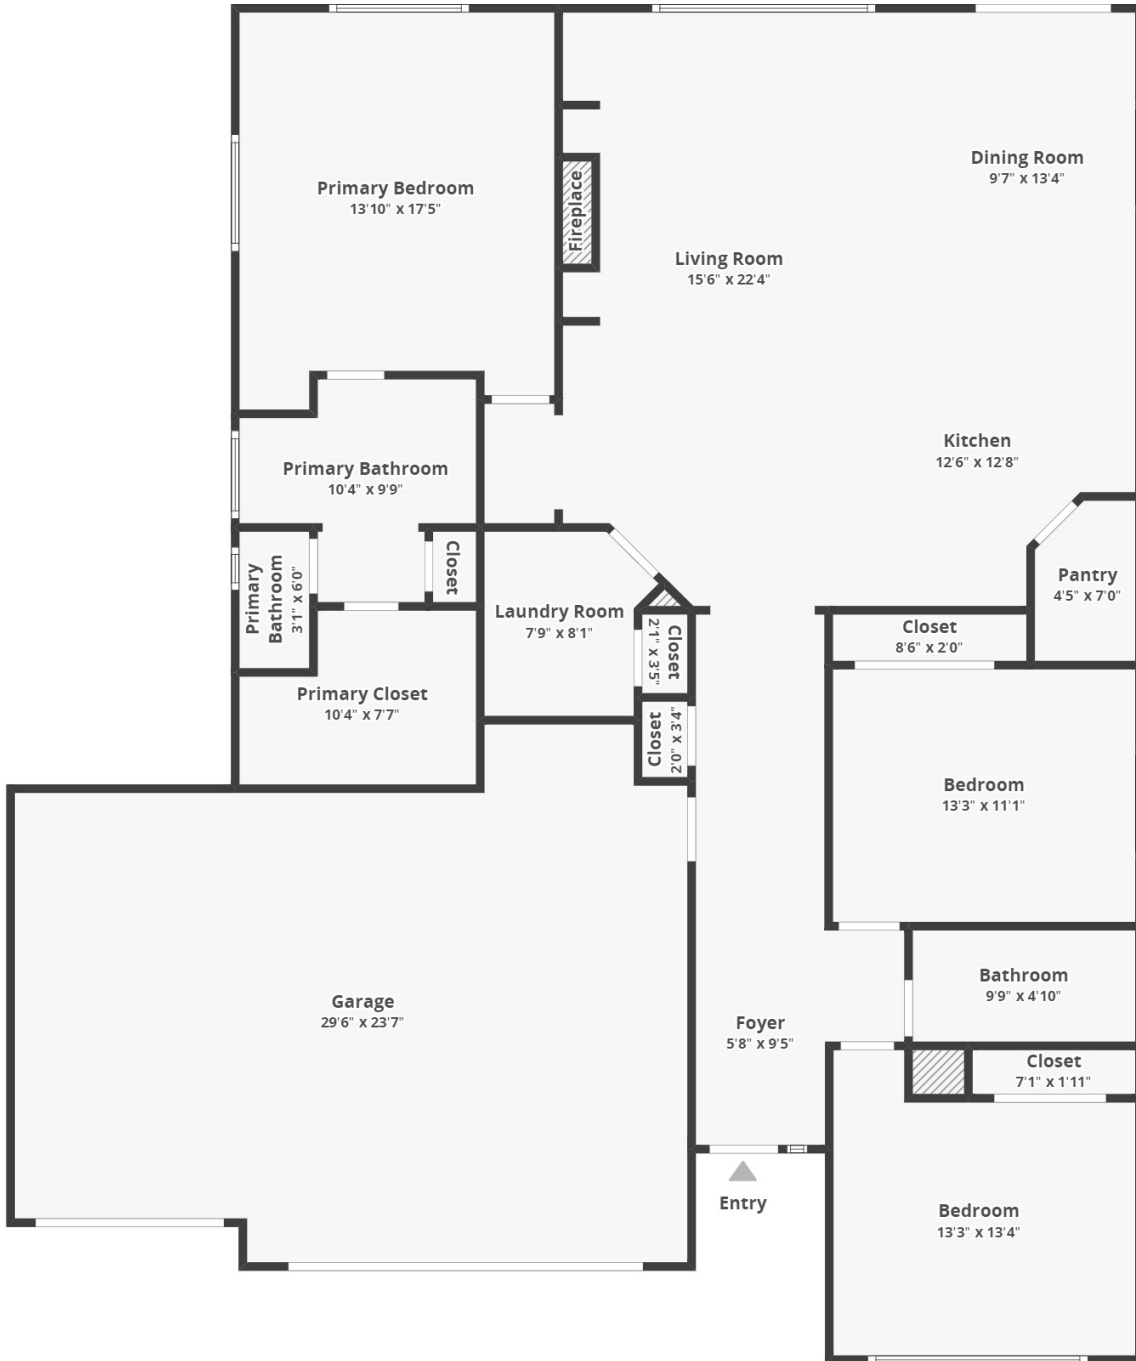 Dining Room
9'7" x 13'4"
Primary Bedroom
13'10" x 17'5"
Fireplace
Living Room
15'6" x 22'4"
Kitchen
12'6" x 12'8"
Primary Bathroom
10'4" x 9'9"
Primary
Bathroom
3'1" x 6'0"
Closet
Laundry Room
7'9" x 8'1"
Closet
2'1" x 3'5"
Pantry
4'5" x 7'0"
Closet
8'6" x 2'0"
Primary Closet
10'4" x 7'7"
Closet
2'0" x 3'4"
Bedroom
13'3" x 11'1"
Garage
29'6" x 23'7"
Bathroom
9'9" x 4'10"
Foyer
5'8" x 9'5"
Closet
7'1" x 1'11"
Entry
Bedroom
13'3" x 13'4"